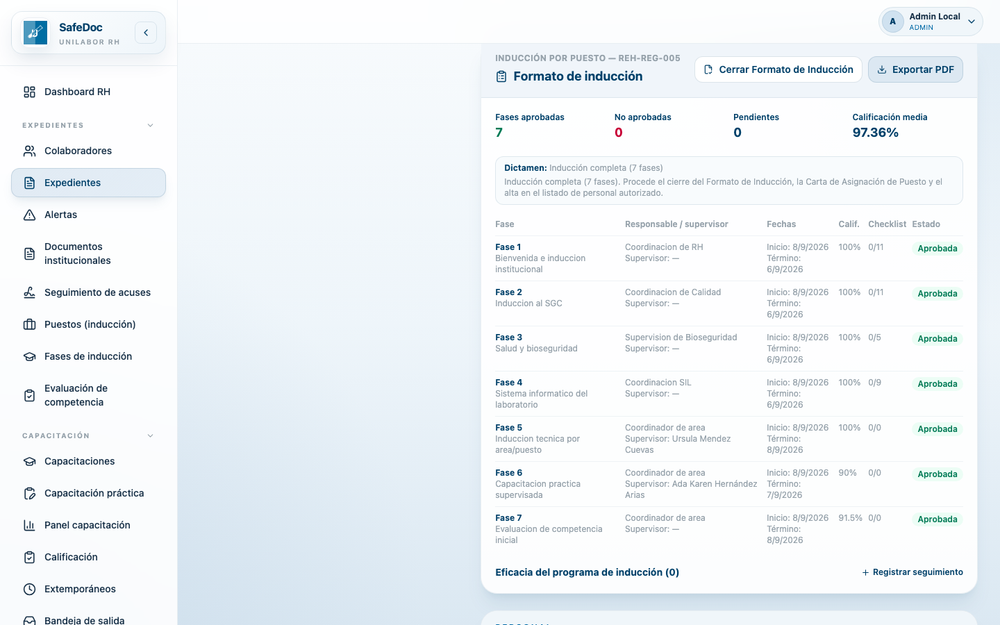 SafeDoc
UNILABOR RH
A
Admin Local
ADMIN
Dashboard RH
EXPEDIENTES
Colaboradores
Expedientes
Alertas
Documentos
institucionales
Seguimiento de acuses
Puestos (inducción)
Fases de inducción
Evaluación de
competencia
CAPACITACIÓN
Capacitaciones
Capacitación práctica
Panel capacitación
Calificación
Extemporáneos
Bandeja de salida
INDUCCIÓN POR PUESTO — REH-REG-005
Formato de inducción
Cerrar Formato de Inducción
Exportar PDF
Fases aprobadas
7
No aprobadas
0
Pendientes
0
Calificación media
97.36%
Dictamen: Inducción completa (7 fases)
Inducción completa (7 fases). Procede el cierre del Formato de Inducción, la Carta de Asignación de Puesto y el
alta en el listado de personal autorizado.
Fase Responsable / supervisor Fechas Calif. Checklist Estado
Fase 1 Coordinacion de RH Inicio: 8/9/2026 100% 0/11 Aprobada
Bienvenida e induccion Supervisor: — Término:
institucional 6/9/2026
Fase 2 Coordinacion de Calidad Inicio: 8/9/2026 100% 0/11 Aprobada
Induccion al SGC Supervisor: — Término:
6/9/2026
Fase 3 Supervision de Bioseguridad Inicio: 8/9/2026 100% 0/5 Aprobada
Salud y bioseguridad Supervisor: — Término:
6/9/2026
Fase 4 Coordinacion SIL Inicio: 8/9/2026 100% 0/9 Aprobada
Sistema informatico del Supervisor: — Término:
laboratorio 6/9/2026
Fase 5 Coordinador de area Inicio: 8/9/2026 100% 0/0 Aprobada
Induccion tecnica por Supervisor: Ursula Mendez Término:
area/puesto Cuevas 8/9/2026
Fase 6 Coordinador de area Inicio: 8/9/2026 90% 0/0 Aprobada
Capacitacion practica Supervisor: Ada Karen Hernández Término:
supervisada Arias 7/9/2026
Fase 7 Coordinador de area Inicio: 8/9/2026 91.5% 0/0 Aprobada
Evaluacion de competencia Supervisor: — Término:
inicial 8/9/2026
Eficacia del programa de inducción (0)
+ Registrar seguimiento